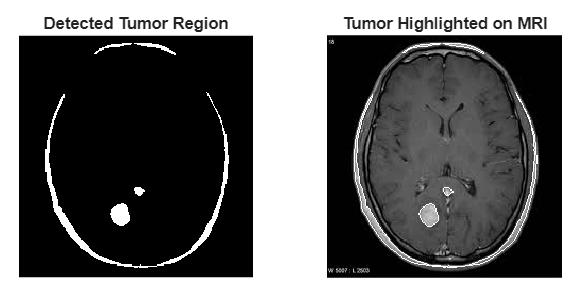 Detected Tumor Region
Tumor Highlighted on MRI
18
W 5007 : L 2503